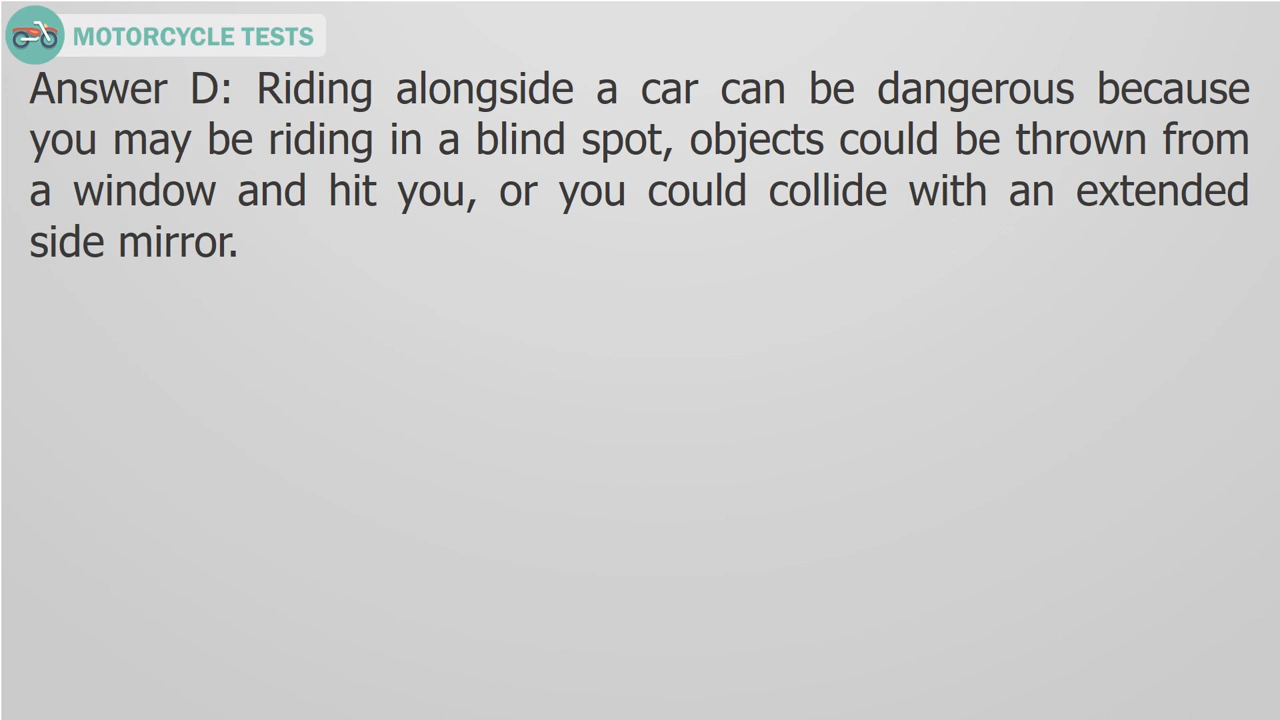 MOTORCYCLE TESTS
Answer D: Riding alongside a car can be dangerous because
you may be riding in a blind spot, objects could be thrown from
a window and hit you, or you could collide with an extended
side mirror.